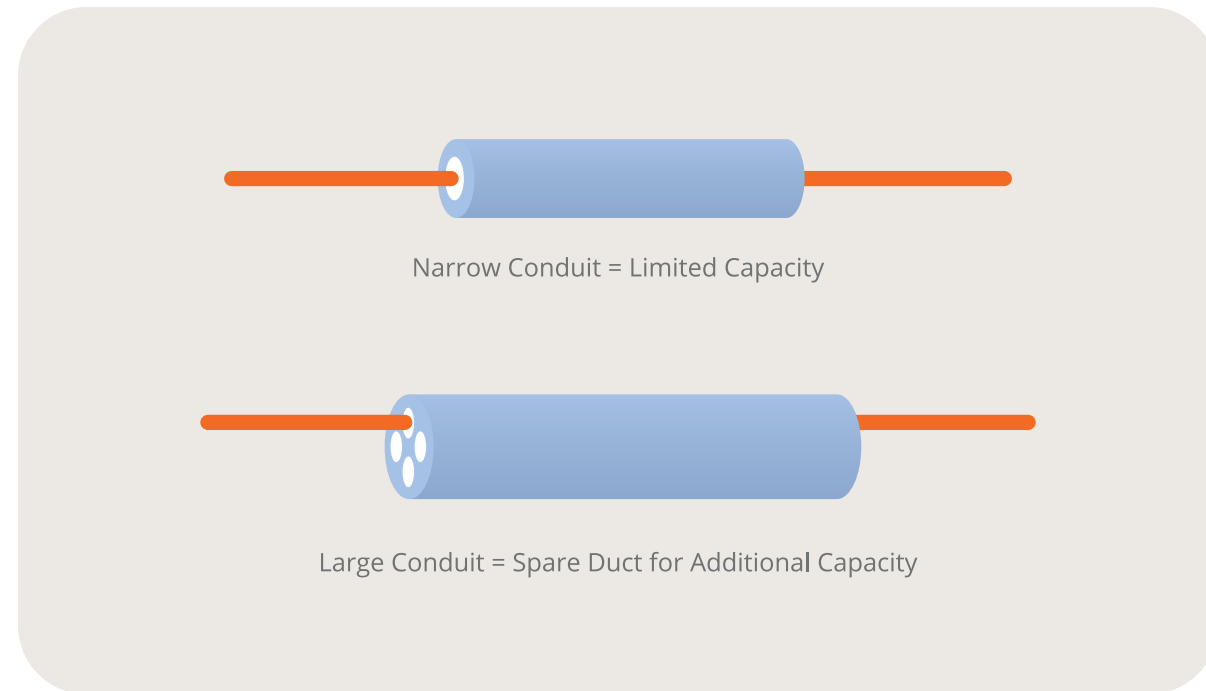 Narrow Conduit = Limited Capacity
Large Conduit = Spare Duct for Additional Capacity